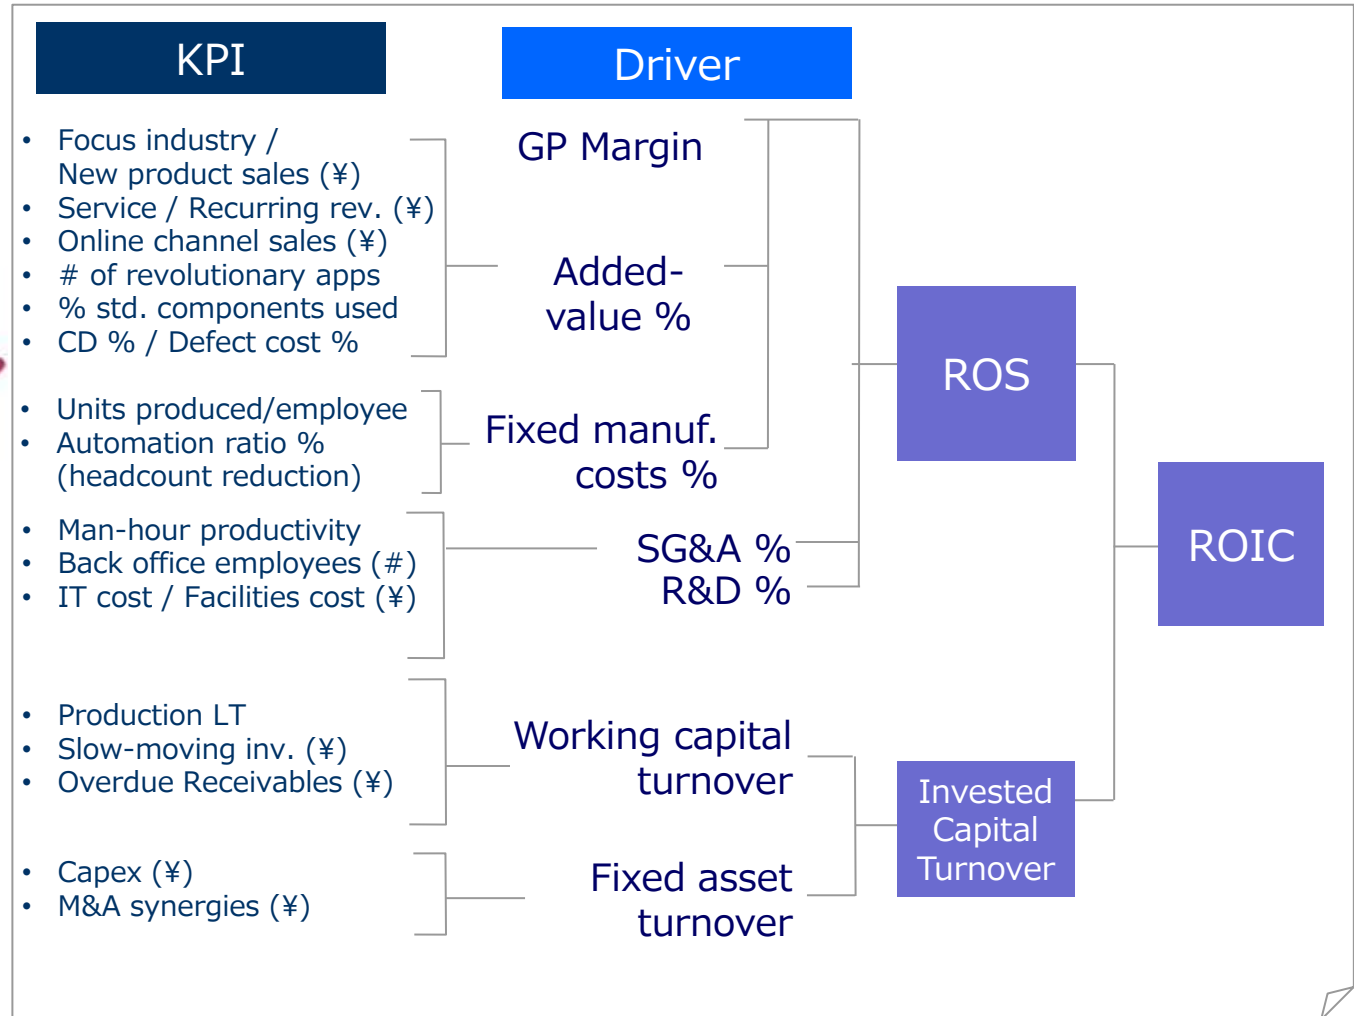 KPI
Driver
• Focus industry /
New product sales (¥)
• Service / Recurring rev. (¥)
• Online channel sales (¥)
• # of revolutionary apps
• % std. components used
• CD % / Defect cost %
GP Margin
Added-
value %
• Units produced/employee
• Automation ratio %
(headcount reduction)
Fixed manuf.
costs %
• Man-hour productivity
• Back office employees (#)
• IT cost / Facilities cost (¥)
SG&A %
R&D %
ROS
ROIC
• Production LT
• Slow-moving inv. (¥)
• Overdue Receivables (¥)
Working capital
turnover
• Capex (¥)
• M&A synergies (¥)
Fixed asset
turnover
Invested
Capital
Turnover